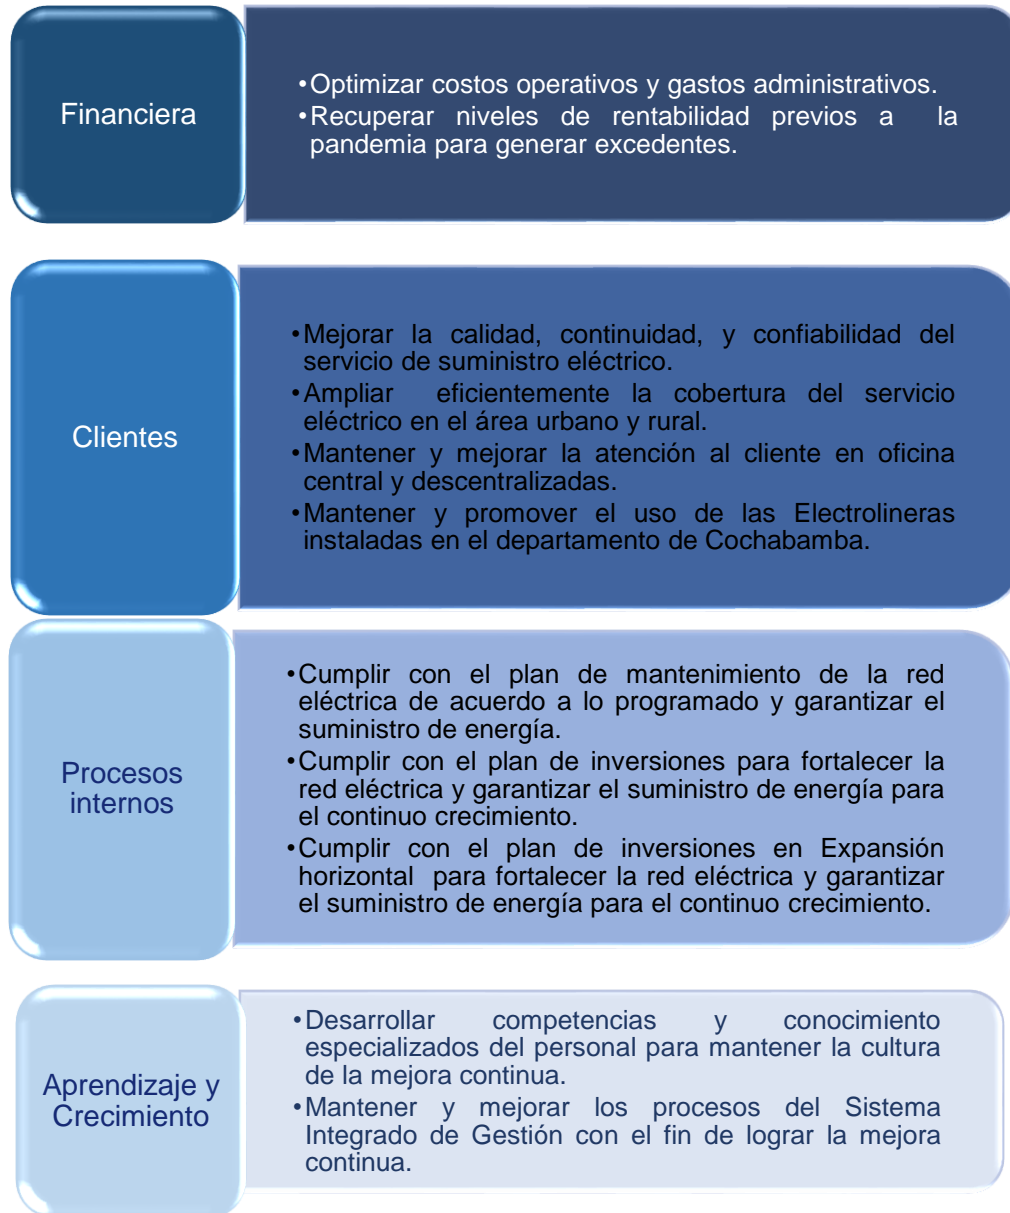 Financiera
•Optimizar costos operativos y gastos administrativos.
•Recuperar niveles de rentabilidad previos a la
pandemia para generar excedentes.
Clientes
•Mejorar la calidad, continuidad, y confiabilidad del
servicio de suministro eléctrico.
•Ampliar eficientemente la cobertura del servicio
eléctrico en el área urbano y rural.
•Mantener y mejorar la atención al cliente en oficina
central y descentralizadas.
•Mantener y promover el uso de las Electrolineras
instaladas en el departamento de Cochabamba.
Procesos
internos
•Cumplir con el plan de mantenimiento de la red
eléctrica de acuerdo a lo programado y garantizar el
suministro de energía.
•Cumplir con el plan de inversiones para fortalecer la
red eléctrica y garantizar el suministro de energía para
el continuo crecimiento.
•Cumplir con el plan de inversiones en Expansión
horizontal para fortalecer la red eléctrica y garantizar
el suministro de energía para el continuo crecimiento.
Aprendizaje y
Crecimiento
•Desarrollar competencias y conocimiento
especializados del personal para mantener la cultura
de la mejora continua.
•Mantener y mejorar los procesos del Sistema
Integrado de Gestión con el fin de lograr la mejora
continua.